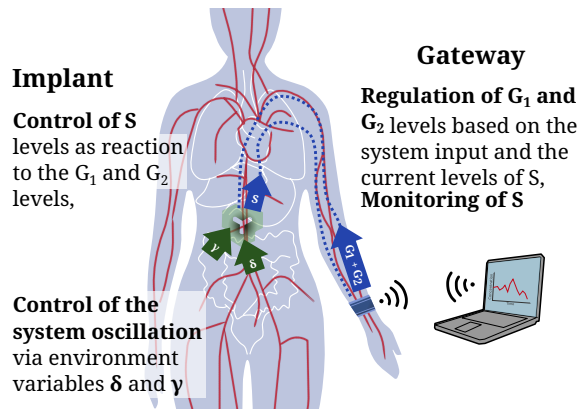 Implant
Control of S
levels as reaction
to the G₁ and G₂
levels,
Control of the
system oscillation
via environment
variables δ and γ
Gateway
Regulation of G₁ and
G₂ levels based on the
system input and the
current levels of S,
Monitoring of S
S
γ
δ
G1 + G2